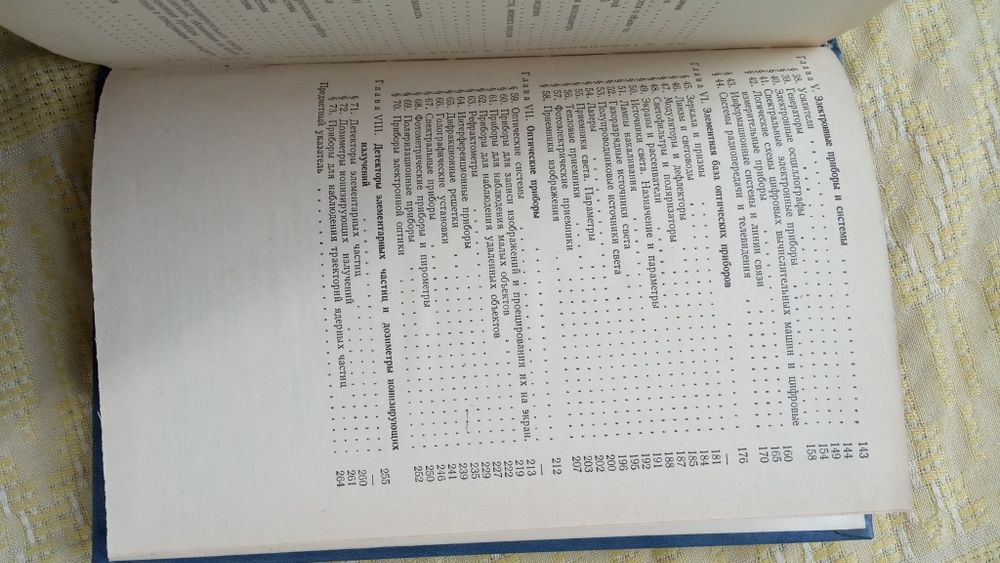 Глава V. Электронные приборы и системы . 143
§ 38. Усилители . . . 144
§ 39. Генераторы . . . 149
§ 40. Электронные осциллографы . . . 154
§ 41. Спектральные электронные приборы . . . 158
§ 42. Логические схемы цифровых вычислительных машин и цифровые
измерительные приборы . . . 160
§ 43. Информационные системы и линии связи . . . 165
§ 44. Системы радиопередачи и телевидения . . . 170
Глава VI. Элементная база оптических приборов . . . 176
§ 45. Зеркала и призмы . . . —
§ 46. Линзы и световоды . . . 181
§ 47. Модуляторы и дефлекторы . . . 184
§ 48. Светофильтры и поляризаторы . . . 185
§ 49. Экраны и рассеиватели . . . 187
§ 50. Источники света. Назначение и параметры . . . 188
§ 51. Лампы накаливания . . . 191
§ 52. Газоразрядные источники света . . . 192
§ 53. Полупроводниковые источники света . . . 195
§ 54. Лазеры . . . 196
§ 55. Приемники света. Параметры . . . 200
§ 56. Тепловые приемники . . . 202
§ 57. Фотоэлектрические приемники . . . 203
§ 58. Приемники изображения . . . 207
Глава VII. Оптические приборы . . . 212
§ 59. Оптические системы . . . —
§ 60. Приборы для записи изображений и проецирования их на экран. 213
§ 61. Приборы для наблюдения малых объектов . . . 219
§ 62. Приборы для наблюдения удаленных объектов . . . 222
§ 63. Рефрактометры . . . 227
§ 64. Интерференционные приборы . . . 229
§ 65. Дифракционные решетки . . . 235
§ 66. Голографические установки . . . 239
§ 67. Спектральные приборы . . . 241
§ 68. Фотометрические приборы и пирометры . . . 246
§ 69. Поляризационные приборы . . . 250
§ 70. Приборы электронной оптики . . . 252
Глава VIII. Детекторы элементарных частиц и дозиметры ионизирующих
излучений . . . 255
§ 71. Детекторы элементарных частиц . . . —
§ 72. Дозиметры ионизирующих излучений . . . 260
§ 73. Приборы для наблюдения траекторий ядерных частиц . . . 261
Предметный указатель . . . 264